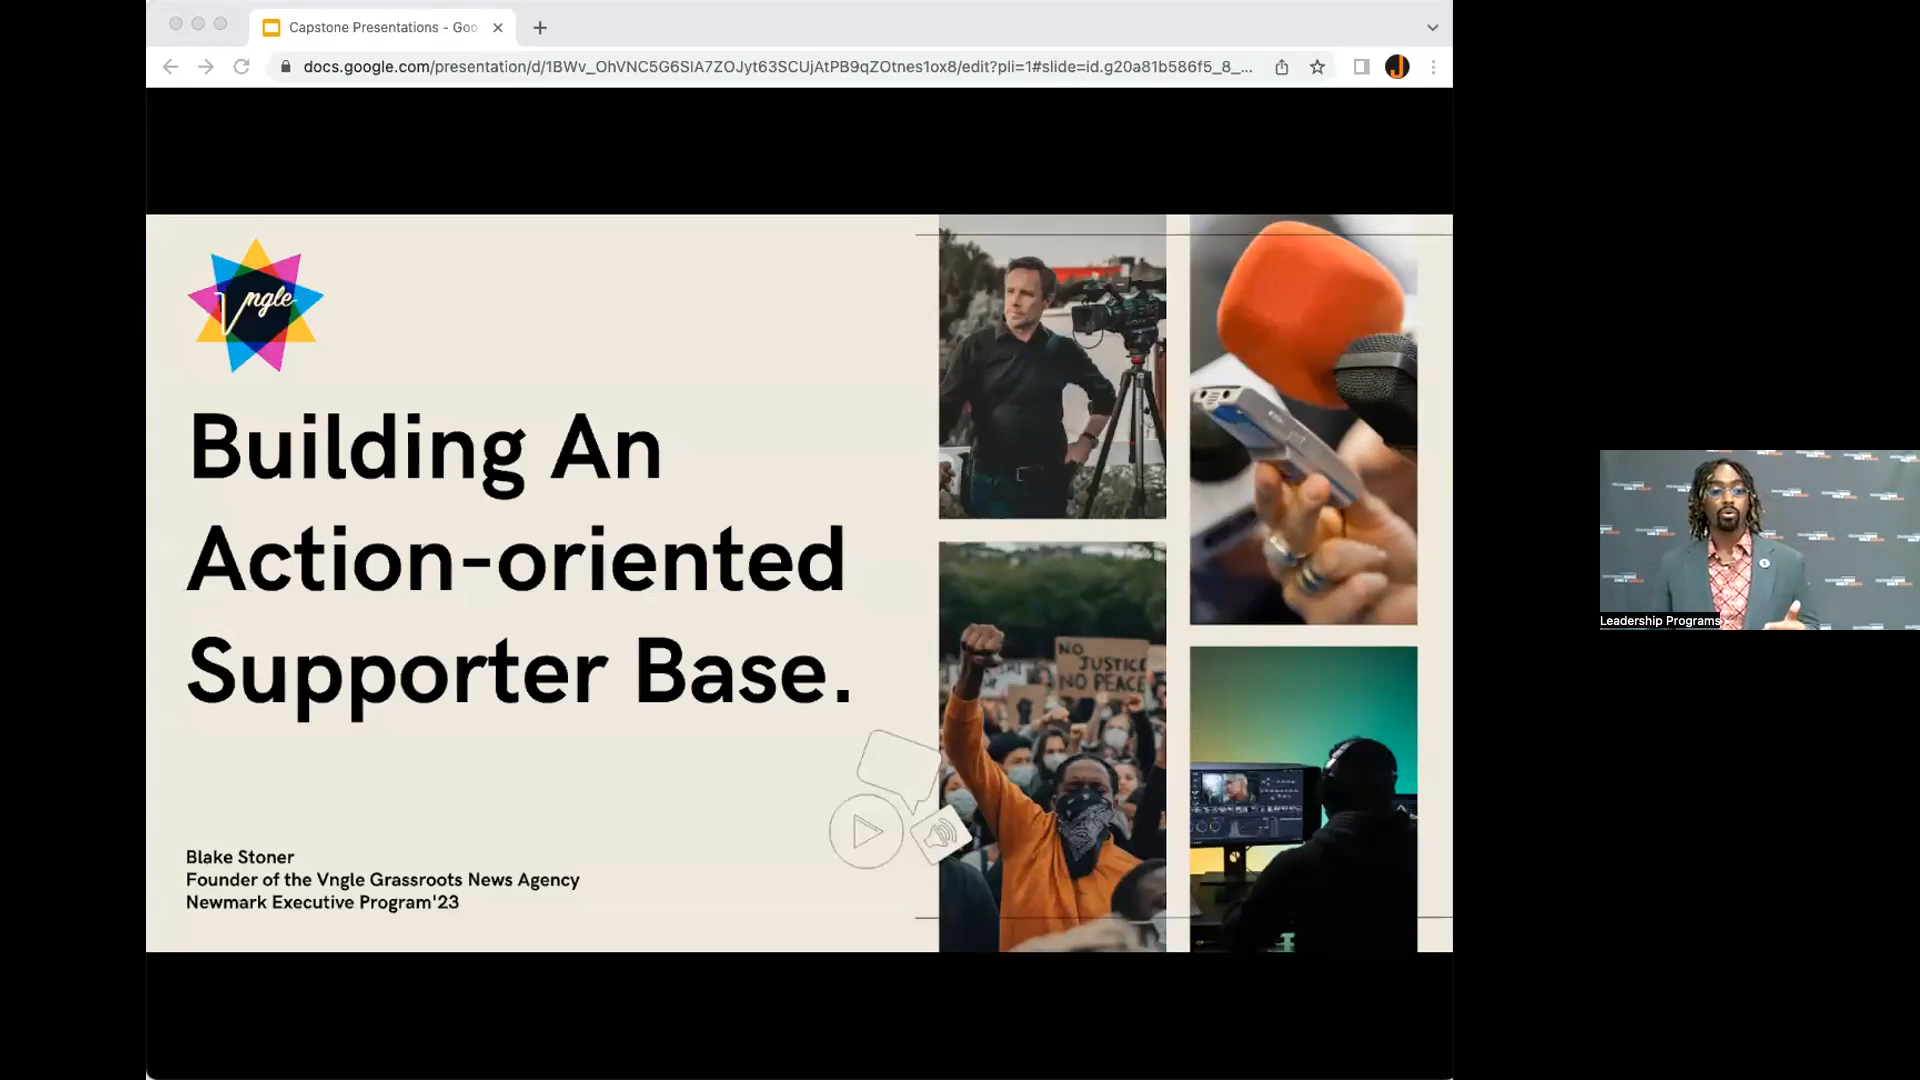 Capstone Presentations - Goo
docs.google.com/presentation/d/1BWv_OhVNC5G6SlA7ZOJyt63SCUjAtPB9qZOtnes1ox8/edit?pli=1#slide=id.g20a81b586f5_8_...
Vngle
Building An
Action-oriented
Supporter Base.
NO
JUSTICE
NO PEACE
Blake Stoner
Founder of the Vngle Grassroots News Agency
Newmark Executive Program'23
Leadership Programs